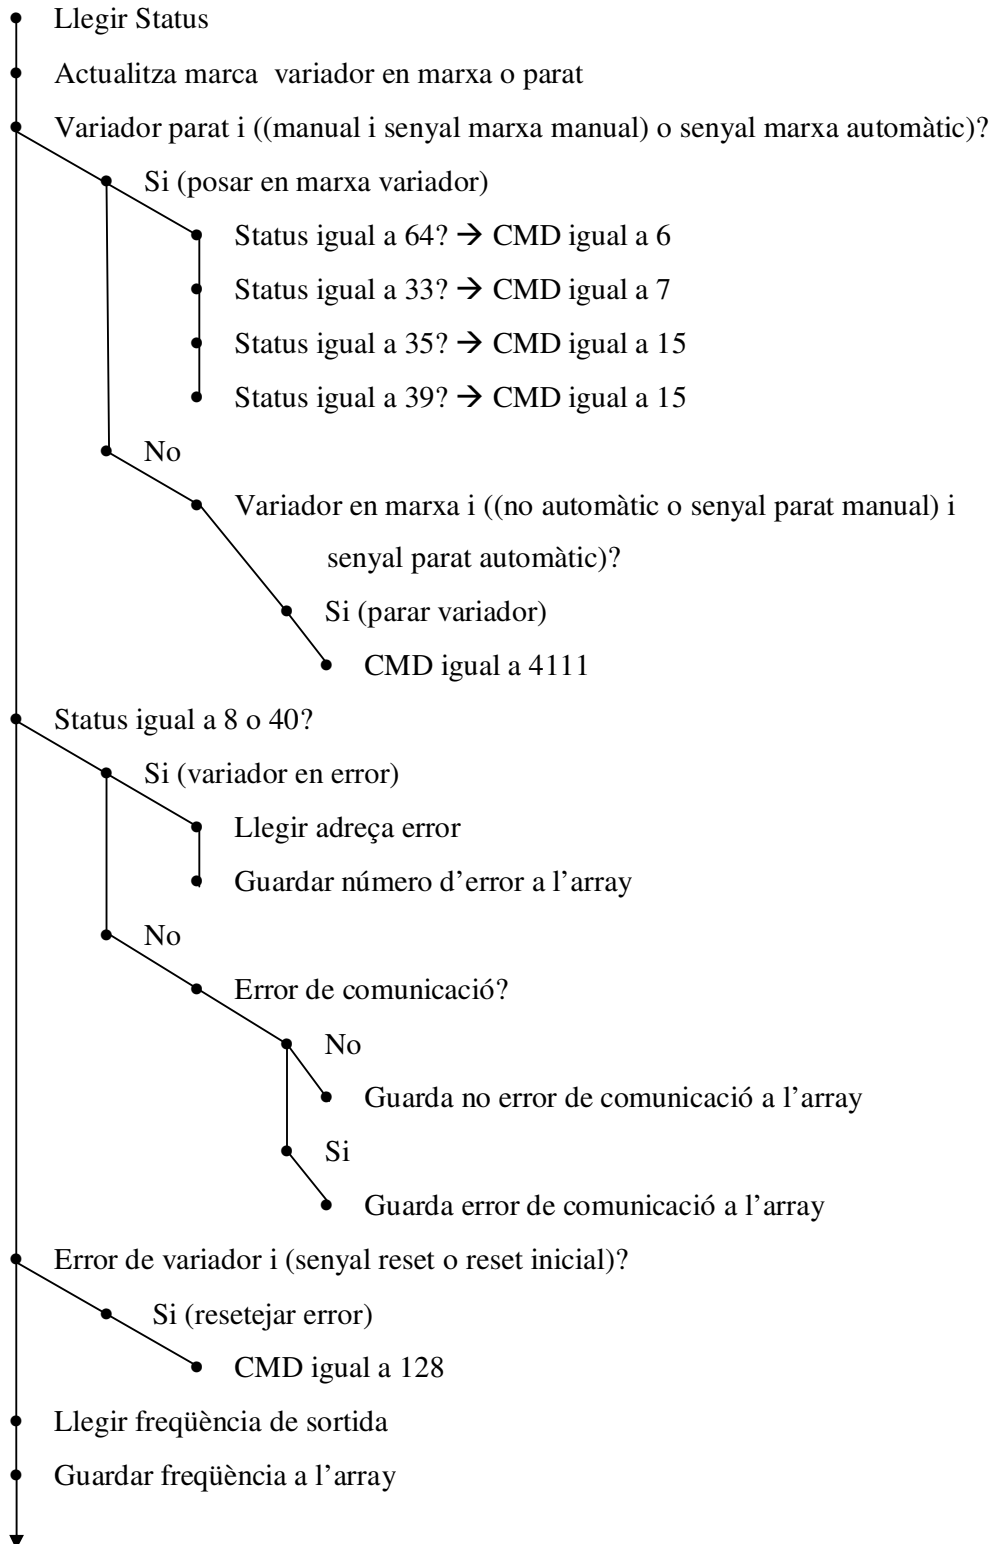 Llegir Status
Actualitza marca variador en marxa o parat
Variador parat i ((manual i senyal marxa manual) o senyal marxa automàtic)?
Si (posar en marxa variador)
Status igual a 64? → CMD igual a 6
Status igual a 33? → CMD igual a 7
Status igual a 35? → CMD igual a 15
Status igual a 39? → CMD igual a 15
No
Variador en marxa i ((no automàtic o senyal parat manual) i
senyal parat automàtic)?
Si (parar variador)
CMD igual a 4111
Status igual a 8 o 40?
Si (variador en error)
Llegir adreça error
Guardar número d’error a l’array
No
Error de comunicació?
No
Guarda no error de comunicació a l’array
Si
Guarda error de comunicació a l’array
Error de variador i (senyal reset o reset inicial)?
Si (resetejar error)
CMD igual a 128
Llegir freqüència de sortida
Guardar freqüència a l’array